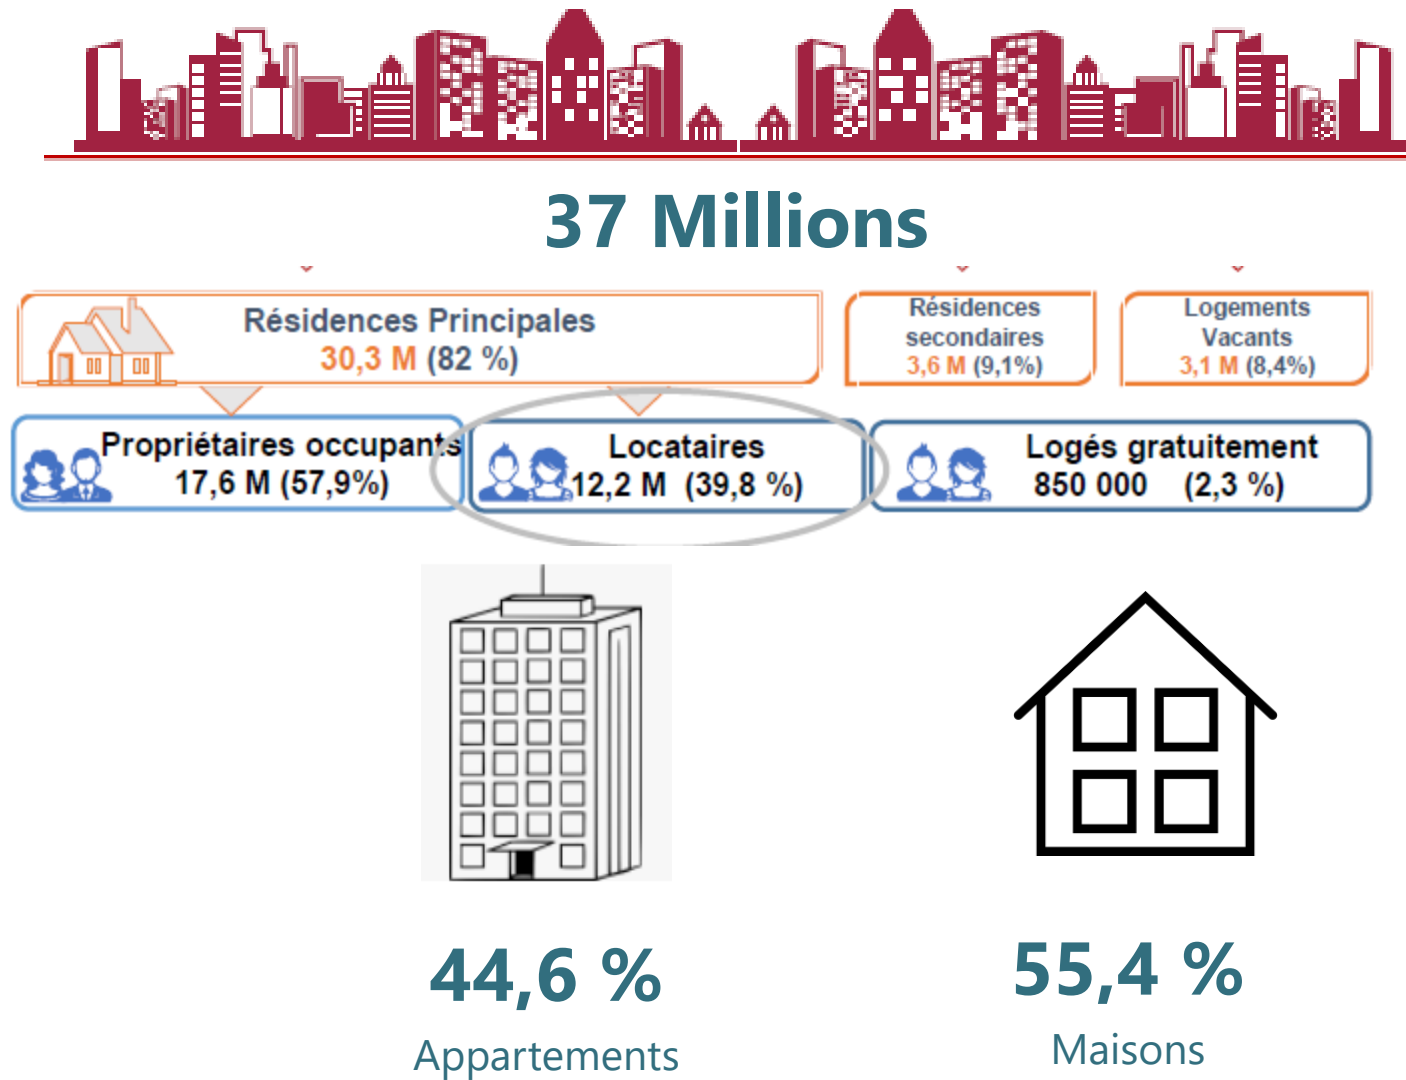 37 Millions
Résidences Principales
30,3 M (82 %)
Résidences
secondaires
3,6 M (9,1%)
Logements
Vacants
3,1 M (8,4%)
Propriétaires occupants
17,6 M (57,9%)
Locataires
12,2 M (39,8 %)
Logés gratuitement
850 000 (2,3 %)
44,6 %
Appartements
55,4 %
Maisons